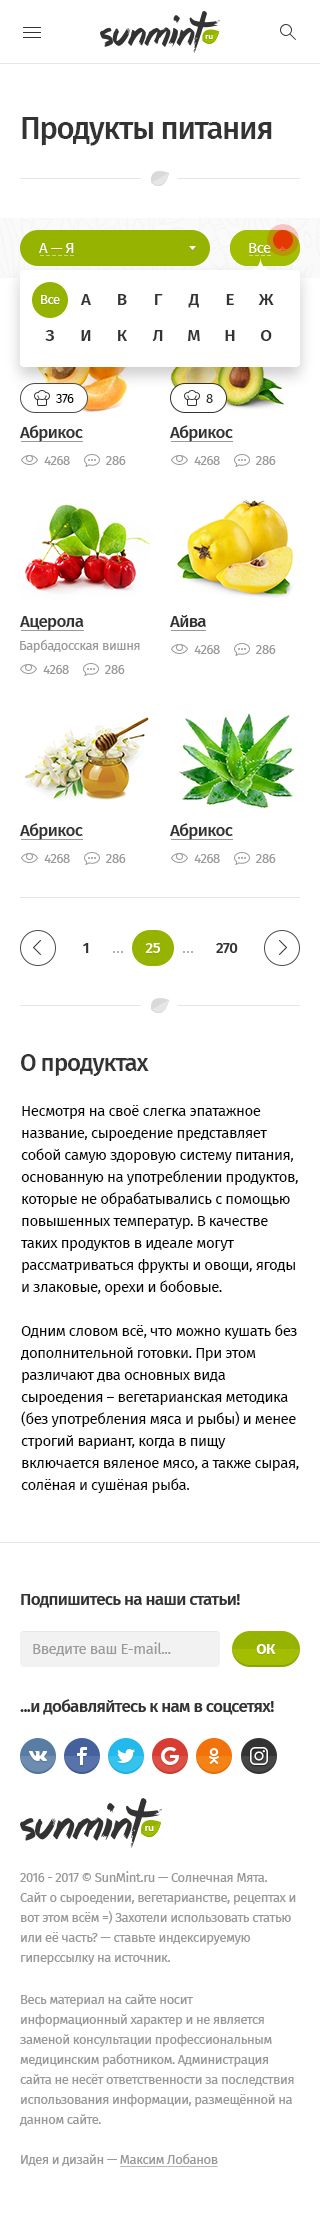 sunmint ru
Продукты питания
А — Я Все
Все А В Г Д Е Ж
З И К Л М Н О
376 8
Абрикос Абрикос
4268 286 4268 286
Ацерола Айва
Барбадосская вишня 4268 286
4268 286
Абрикос Абрикос
4268 286 4268 286
1 ... 25 ... 270
О продуктах
Несмотря на своё слегка эпатажное
название, сыроедение представляет
собой самую здоровую систему питания,
основанную на употреблении продуктов,
которые не обрабатывались с помощью
повышенных температур. В качестве
таких продуктов в идеале могут
рассматриваться фрукты и овощи, ягоды
и злаковые, орехи и бобовые.
Одним словом всё, что можно кушать без
дополнительной готовки. При этом
различают два основных вида
сыроедения – вегетарианская методика
(без употребления мяса и рыбы) и менее
строгий вариант, когда в пищу
включается вяленое мясо, а также сырая,
солёная и сушёная рыба.
Подпишитесь на наши статьи!
Введите ваш E-mail... ОК
...и добавляйтесь к нам в соцсетях!
sunmint ru
2016 - 2017 © SunMint.ru — Солнечная Мята.
Сайт о сыроедении, вегетарианстве, рецептах и
вот этом всём =) Захотели использовать статью
или её часть? — ставьте индексируемую
гиперссылку на источник.
Весь материал на сайте носит
информационный характер и не является
заменой консультации профессиональным
медицинским работником. Администрация
сайта не несёт ответственности за последствия
использования информации, размещённой на
данном сайте.
Идея и дизайн — Максим Лобанов